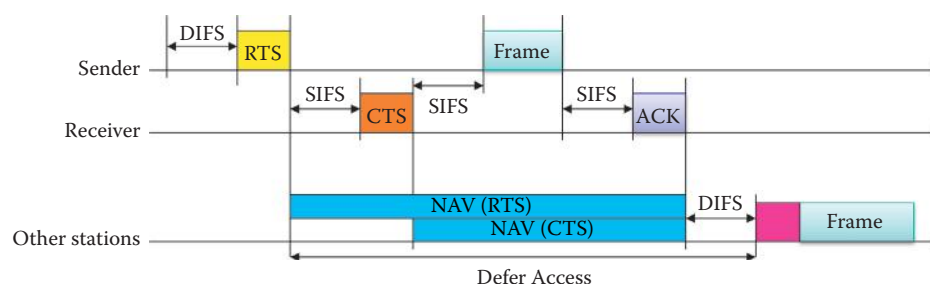 DIFS
RTS
Frame
Sender
SIFS
SIFS
SIFS
CTS
ACK
Receiver
NAV (RTS)
DIFS
NAV (CTS)
Frame
Other stations
Defer Access